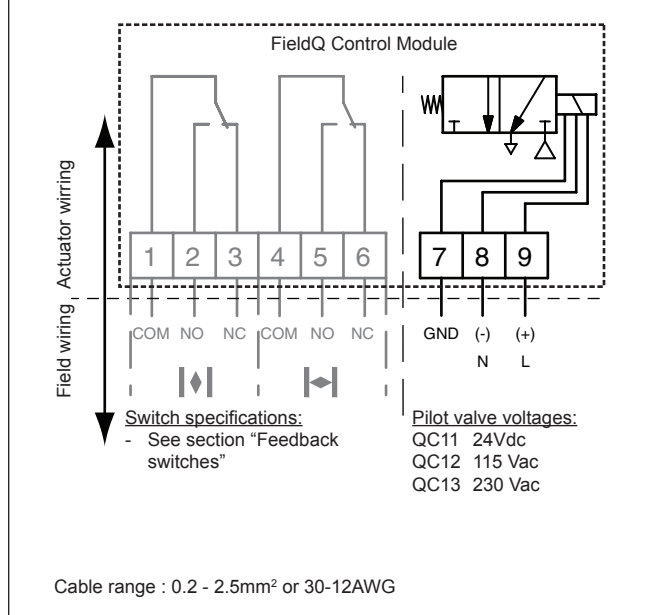 FieldQ Control Module
Actuator wirring
Field wiring
1 2 3 4 5 6 7 8 9
COM NO NC COM NO NC GND (-) (+)
N L
Switch specifications:
- See section “Feedback
switches”
Pilot valve voltages:
QC11 24Vdc
QC12 115 Vac
QC13 230 Vac
Cable range : 0.2 - 2.5mm² or 30-12AWG